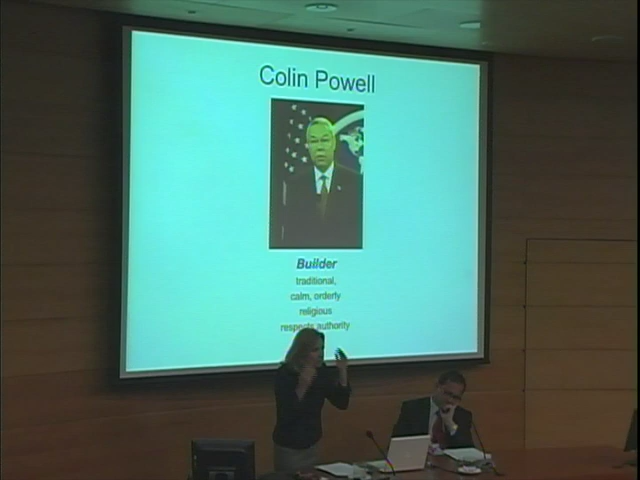 Colin Powell
Builder
traditional,
calm, orderly
religious
respects authority